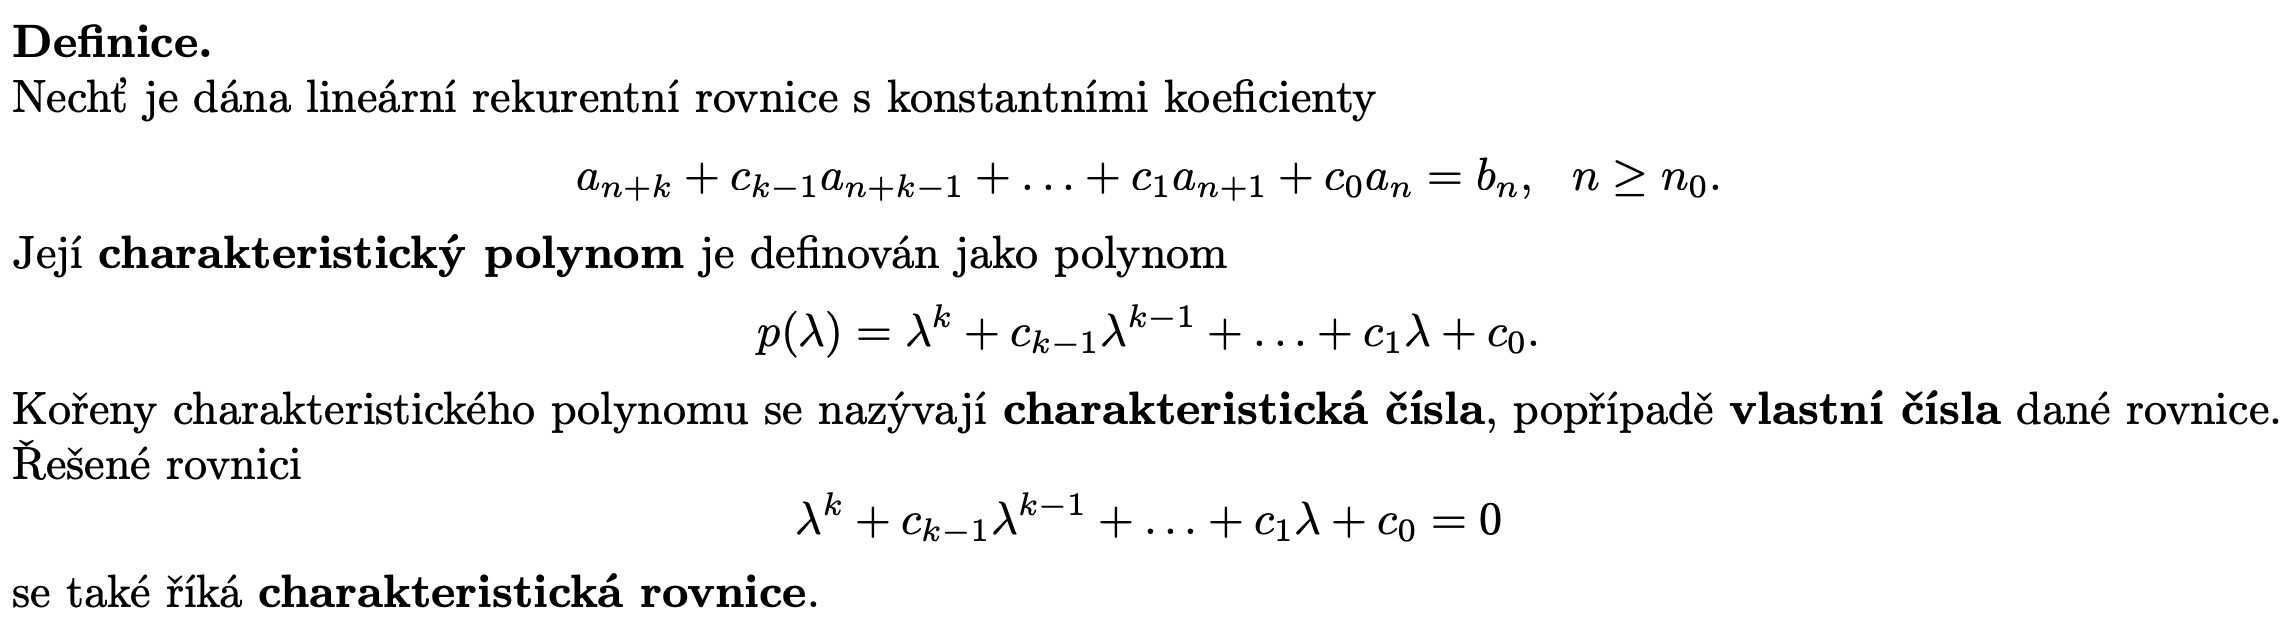 Definice.
Nechť je dána lineární rekurentní rovnice s konstantními koeficienty
$a_{n+k} + c_{k-1}a_{n+k-1} + \ldots + c_1 a_{n+1} + c_0 a_n = b_n, \quad n \geq n_0.$
Její charakteristický polynom je definován jako polynom
$p(\lambda) = \lambda^k + c_{k-1}\lambda^{k-1} + \ldots + c_1\lambda + c_0.$
Kořeny charakteristického polynomu se nazývají charakteristická čísla, popřípadě vlastní čísla dané rovnice.
Řešené rovnici
$\lambda^k + c_{k-1}\lambda^{k-1} + \ldots + c_1\lambda + c_0 = 0$
se také říká charakteristická rovnice.